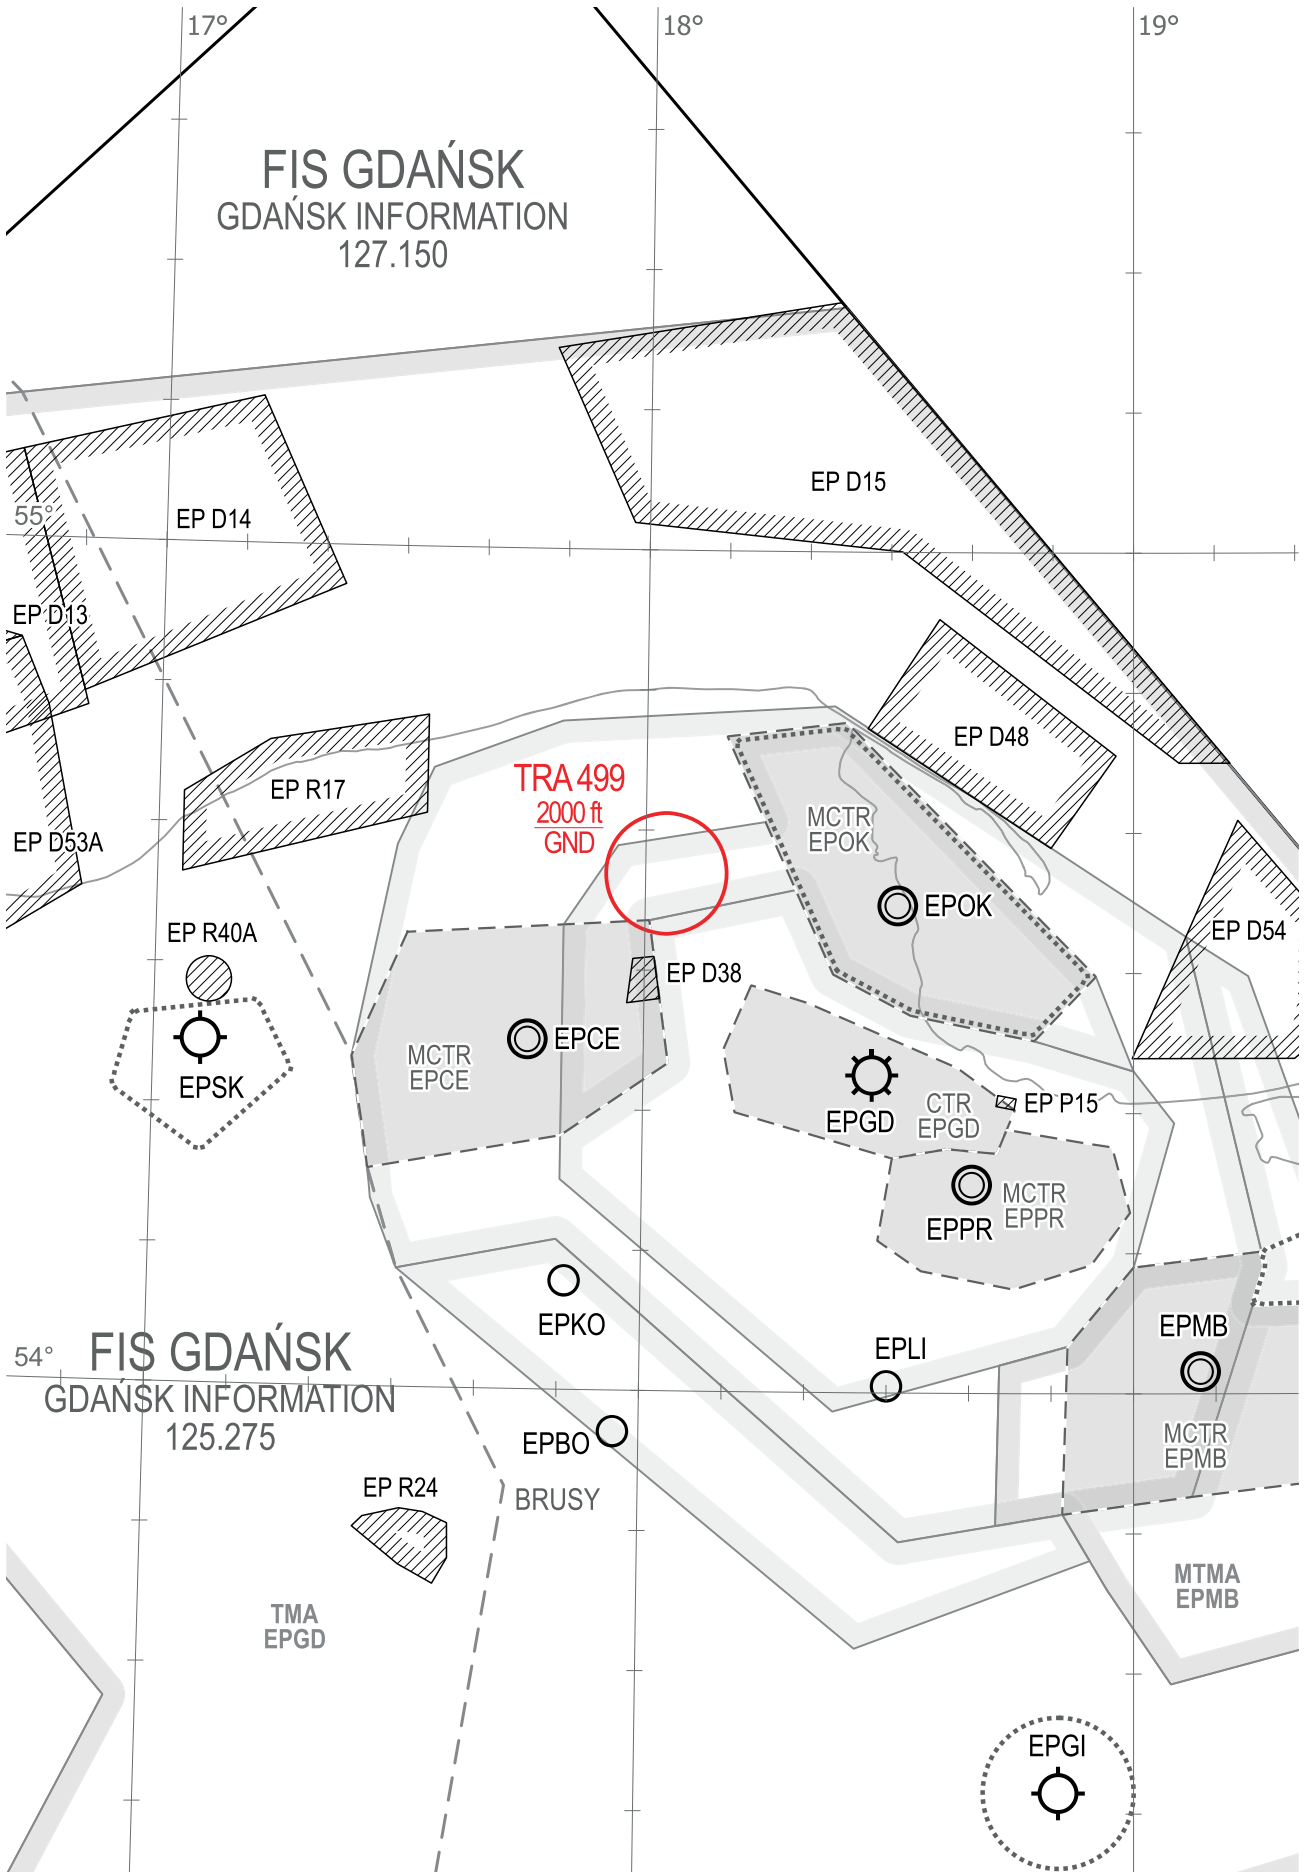 17°
18°
19°
FIS GDAŃSK
GDAŃSK INFORMATION
127.150
EP D15
55°
EP D14
EP D13
EP D48
TRA 499
2000 ft
GND
EP R17
MCTR
EPOK
EP D53A
EPOK
EP R40A
EP D54
EP D38
EPCE
MCTR
EPCE
EPSK
EPGD
CTR
EPGD
EP P15
MCTR
EPPR
EPPR
EPKO
EPMB
FIS GDAŃSK
GDAŃSK INFORMATION
125.275
54°
EPLI
EPBO
MCTR
EPMB
EP R24
BRUSY
MTMA
EPMB
TMA
EPGD
EPGI